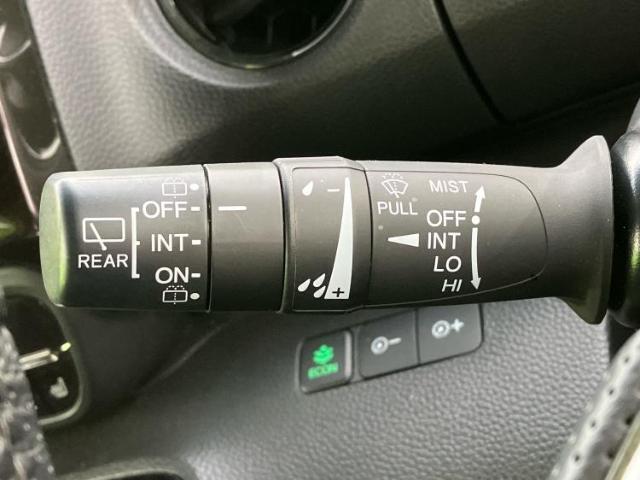 REAR
OFF
INT
ON
- +
PULL
MIST
OFF
INT
LO
HI
ECON
- +